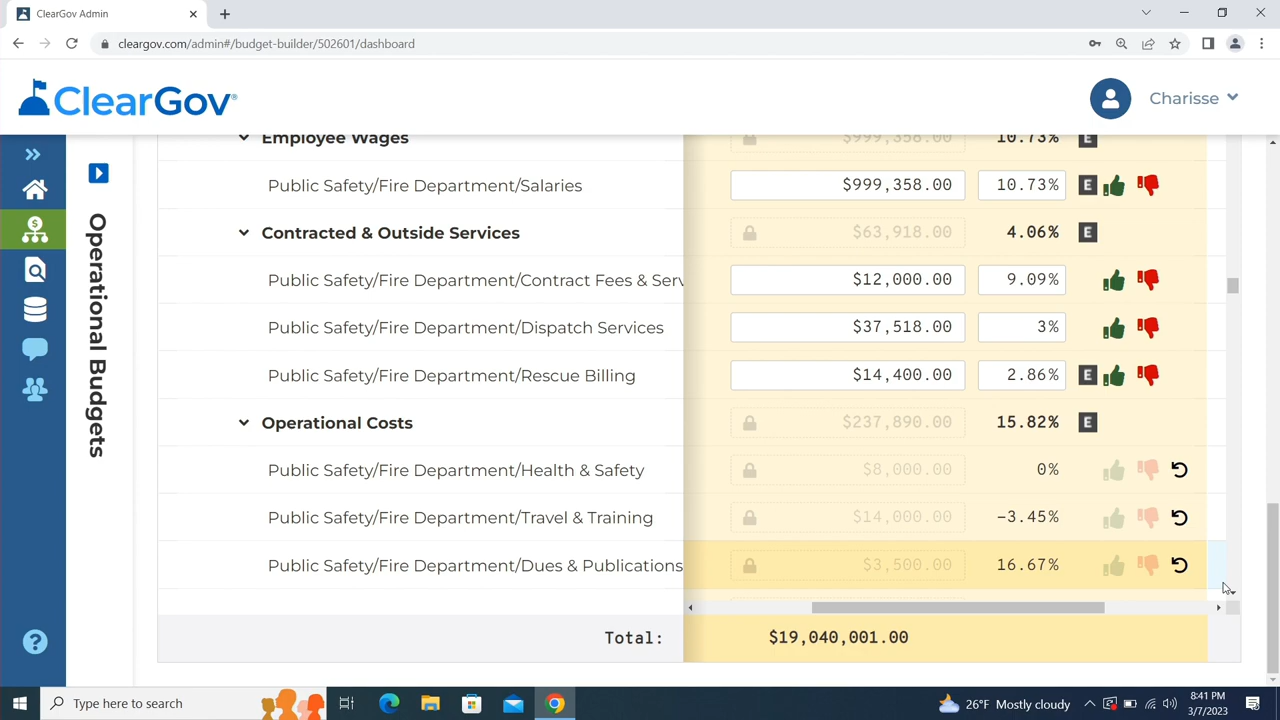 ClearGov Admin
cleargov.com/admin#/budget-builder/502601/dashboard
ClearGov®
Charisse
Operational Budgets
Employee Wages $999,358.00 10.73% E
Public Safety/Fire Department/Salaries $999,358.00 10.73% E
Contracted & Outside Services $63,918.00 4.06% E
Public Safety/Fire Department/Contract Fees & Serv $12,000.00 9.09%
Public Safety/Fire Department/Dispatch Services $37,518.00 3%
Public Safety/Fire Department/Rescue Billing $14,400.00 2.86% E
Operational Costs $237,890.00 15.82% E
Public Safety/Fire Department/Health & Safety $8,000.00 0%
Public Safety/Fire Department/Travel & Training $14,000.00 -3.45%
Public Safety/Fire Department/Dues & Publications $3,500.00 16.67%
Total: $19,040,001.00
Type here to search
26°F Mostly cloudy
8:41 PM
3/7/2023